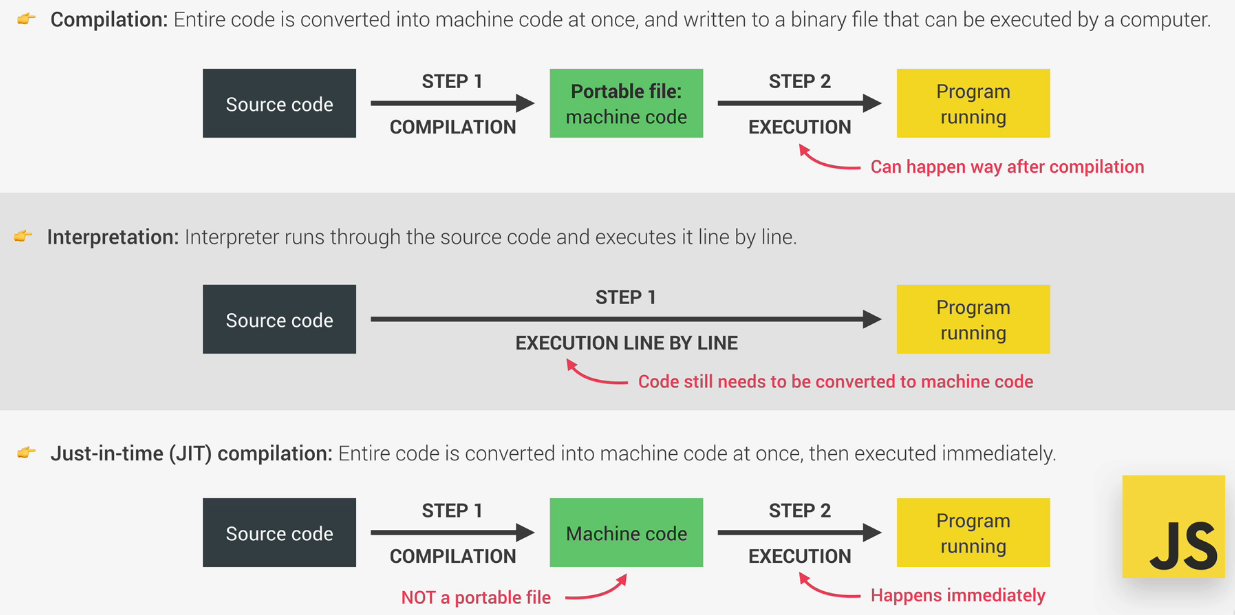 Compilation: Entire code is converted into machine code at once, and written to a binary file that can be executed by a computer.
Source code
STEP 1
COMPILATION
Portable file:
machine code
STEP 2
EXECUTION
Program
running
Can happen way after compilation
Interpretation: Interpreter runs through the source code and executes it line by line.
Source code
STEP 1
EXECUTION LINE BY LINE
Program
running
Code still needs to be converted to machine code
Just-in-time (JIT) compilation: Entire code is converted into machine code at once, then executed immediately.
Source code
STEP 1
COMPILATION
Machine code
STEP 2
EXECUTION
Program
running
NOT a portable file
Happens immediately
JS